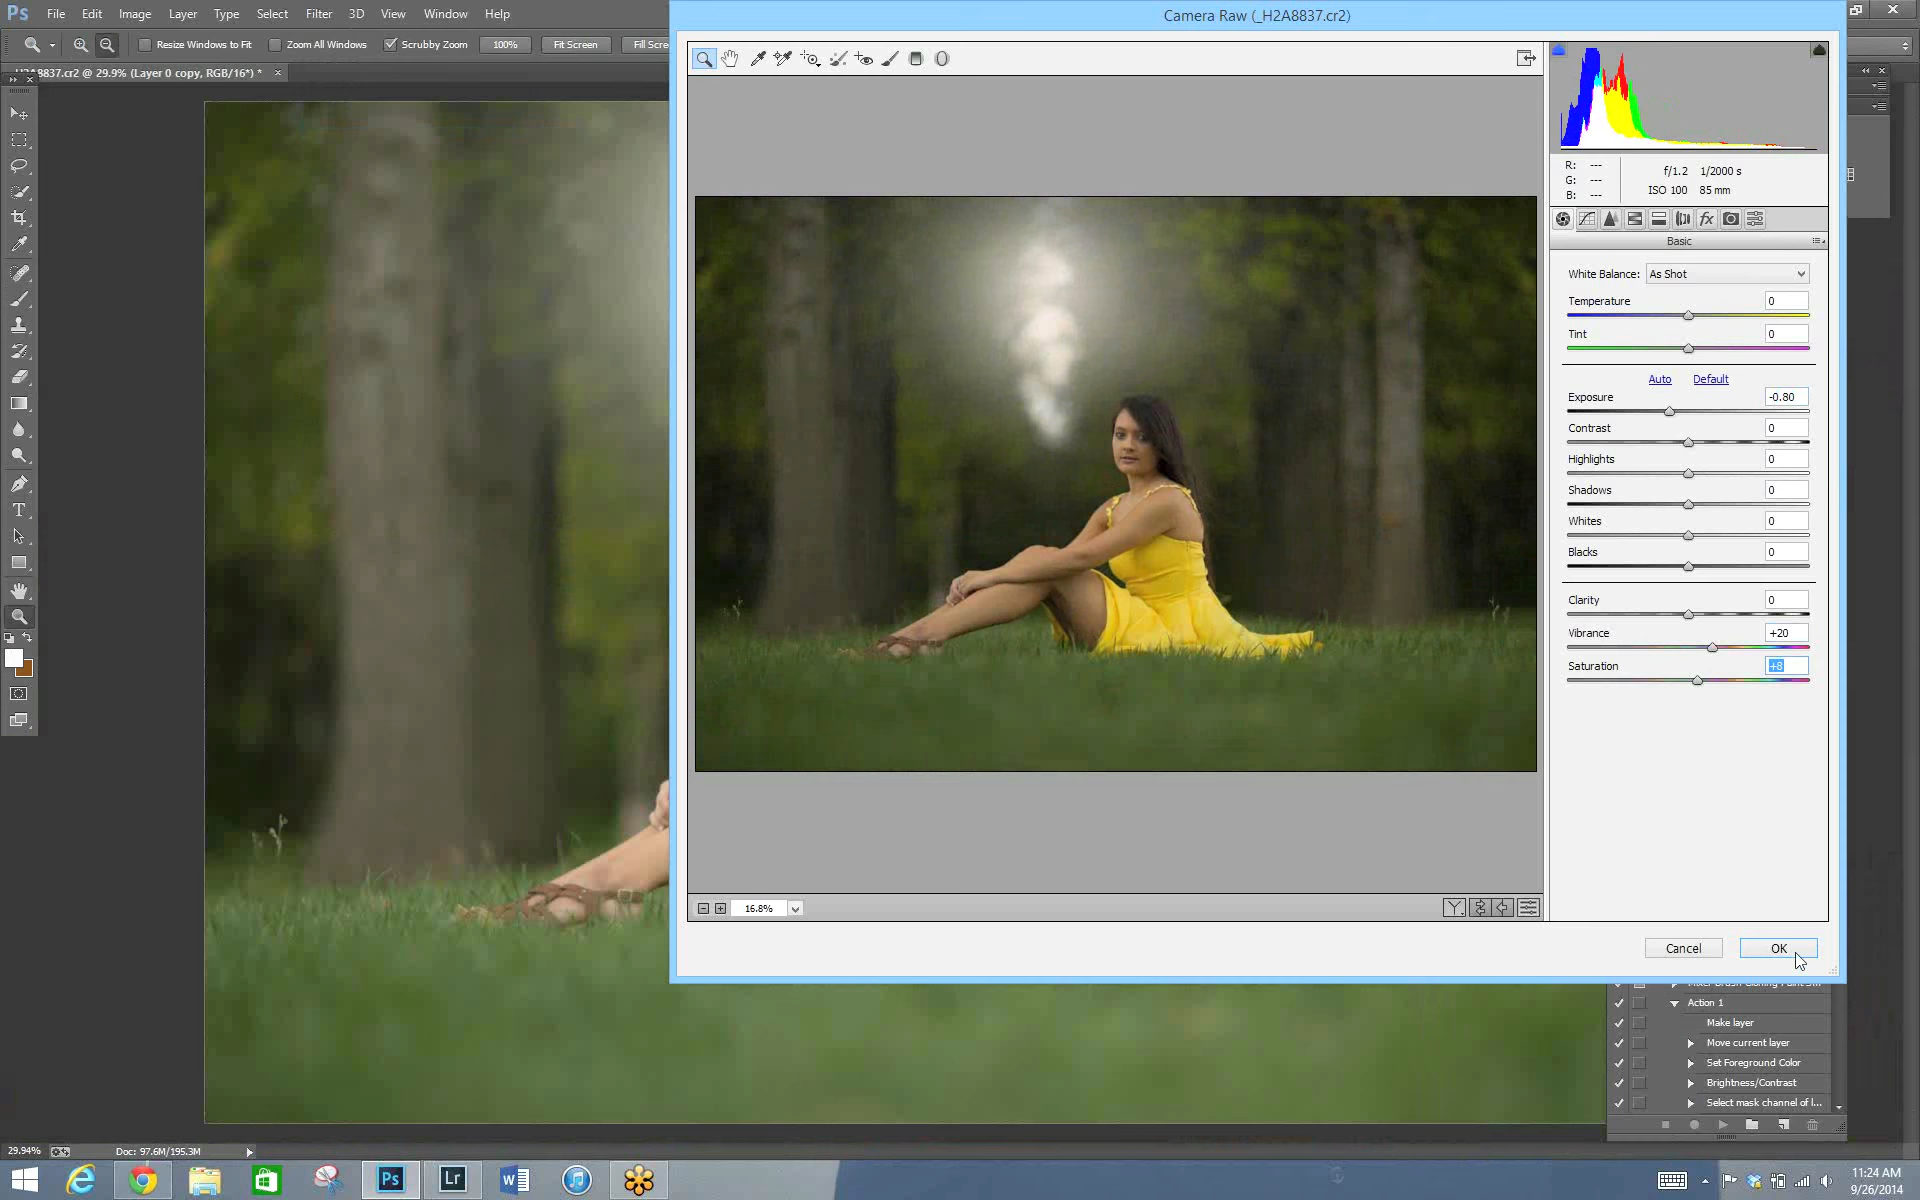 Ps File Edit Image Layer Type Select Filter 3D View Window Help
Camera Raw (_H2A8837.cr2)
Resize Windows to Fit Zoom All Windows Scrubby Zoom 100% Fit Screen Fill Scre
H2A8837.cr2 @ 29.9% (Layer 0 copy, RGB/16*) *
R: ---
G: ---
B: ---
f/1.2 1/2000 s
ISO 100 85 mm
fx
Basic
White Balance: As Shot
Temperature 0
Tint 0
Auto Default
Exposure -0.80
Contrast 0
Highlights 0
Shadows 0
Whites 0
Blacks 0
Clarity 0
Vibrance +20
Saturation +8
T
16.8%
Y
Cancel OK
Action 1
Make layer
Move current layer
Set Foreground Color
Brightness/Contrast
Select mask channel of l...
29.94% Doc: 97.6M/195.3M
Ps Lr W
11:24 AM
9/26/2014